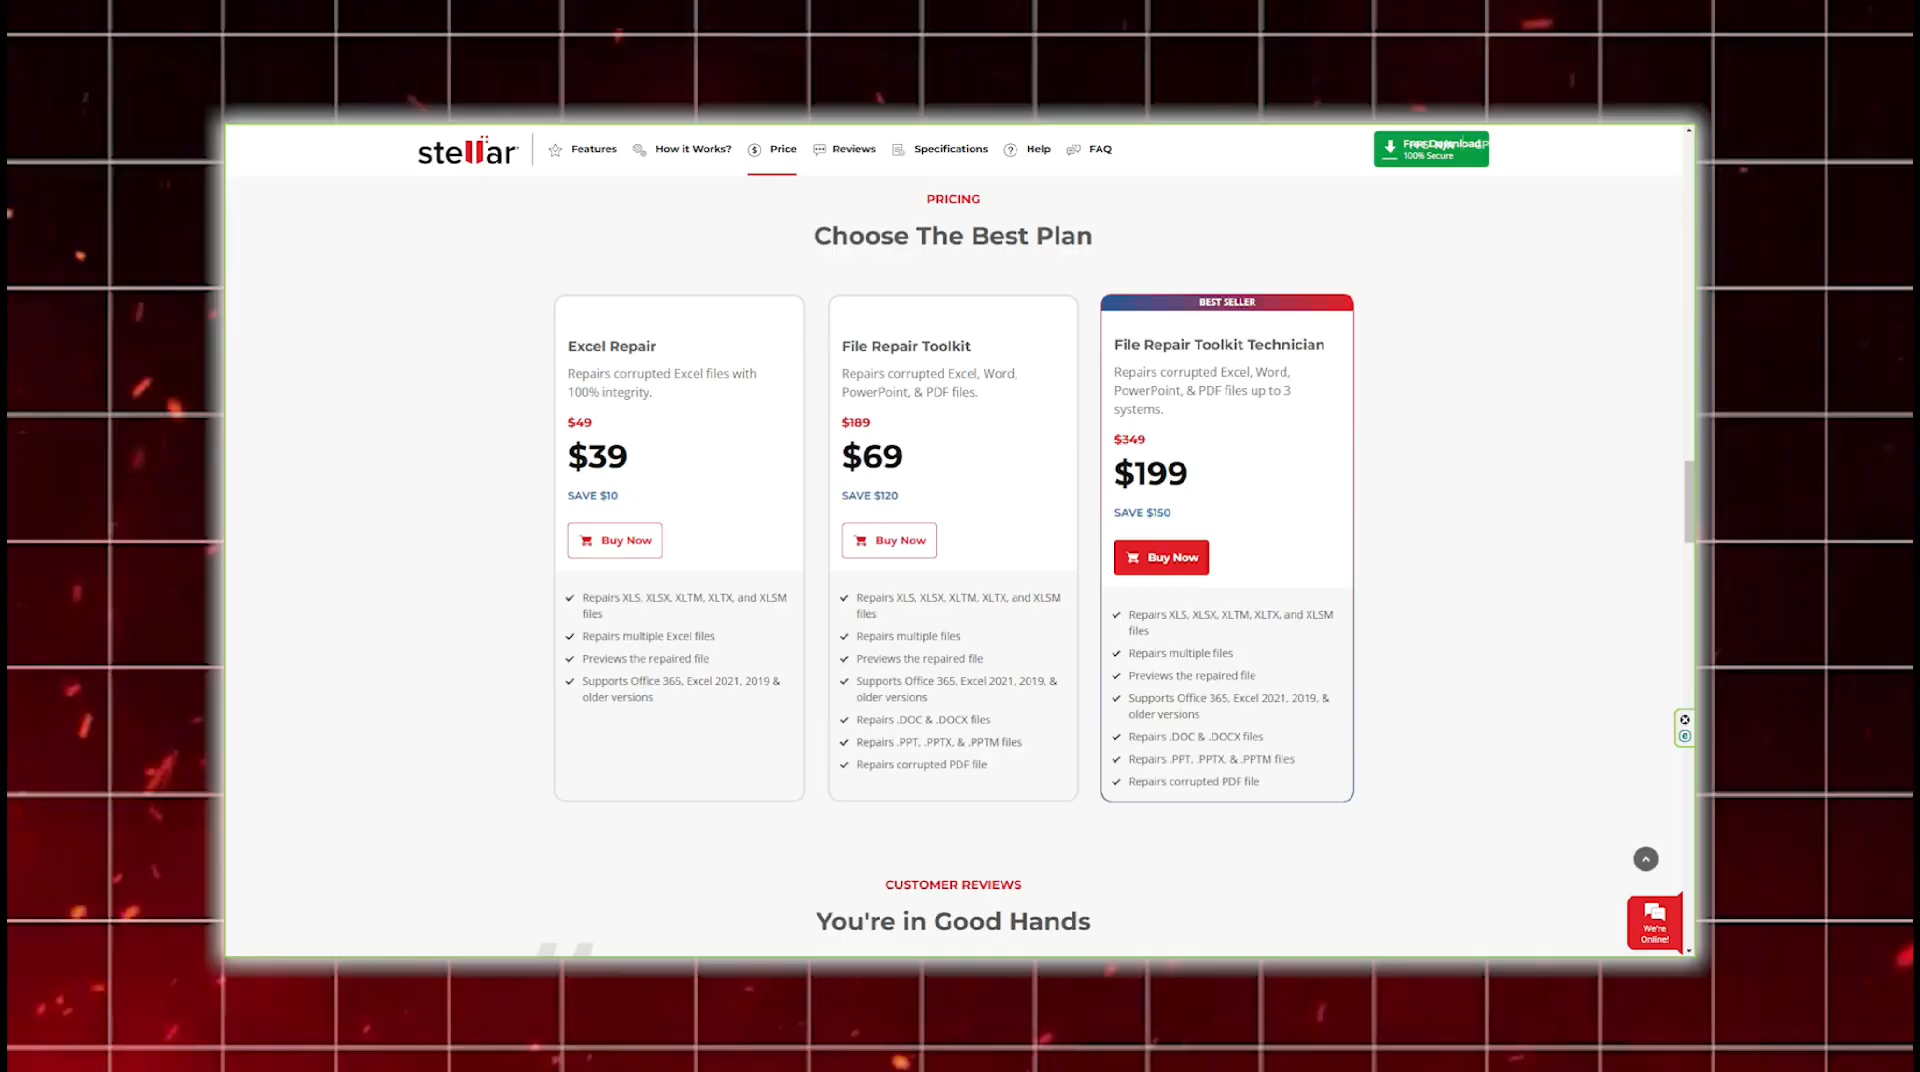 stellar
Features
How it Works?
Price
Reviews
Specifications
Help
FAQ
100% Secure
PRICING
Choose The Best Plan
Excel Repair
Repairs corrupted Excel files with
100% integrity.
$49
$39
SAVE $10
Buy Now
Repairs XLS, XLSX, XLTM, XLTX, and XLSM
files
Repairs multiple Excel files
Previews the repaired file
Supports Office 365, Excel 2021, 2019 &
older versions
File Repair Toolkit
Repairs corrupted Excel, Word,
PowerPoint, & PDF files.
$189
$69
SAVE $120
Buy Now
Repairs XLS, XLSX, XLTM, XLTX, and XLSM
files
Repairs multiple files
Previews the repaired file
Supports Office 365, Excel 2021, 2019, &
older versions
Repairs .DOC & .DOCX files
Repairs .PPT, .PPTX, & .PPTM files
Repairs corrupted PDF file
BEST SELLER
File Repair Toolkit Technician
Repairs corrupted Excel, Word,
PowerPoint, & PDF files up to 3
systems.
$349
$199
SAVE $150
Buy Now
Repairs XLS, XLSX, XLTM, XLTX, and XLSM
files
Repairs multiple files
Previews the repaired file
Supports Office 365, Excel 2021, 2019, &
older versions
Repairs .DOC & .DOCX files
Repairs .PPT, .PPTX, & .PPTM files
Repairs corrupted PDF file
CUSTOMER REVIEWS
You're in Good Hands
We're
Online!